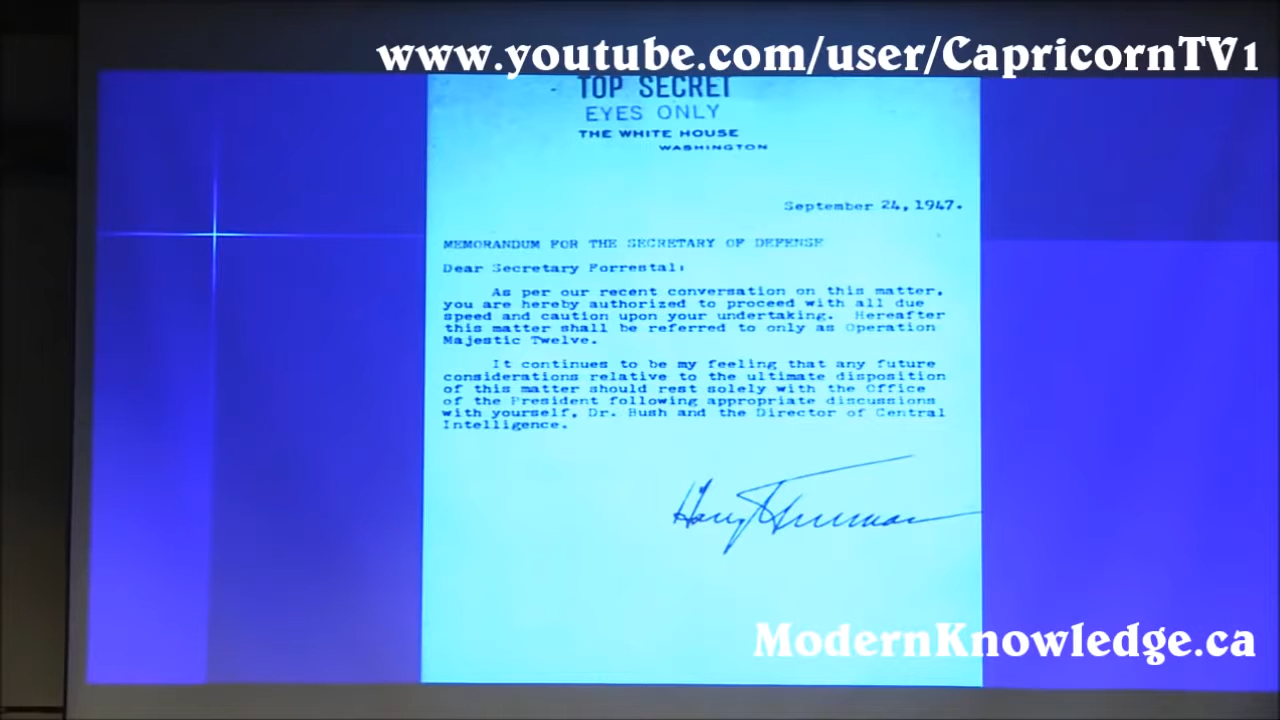 www.youtube.com/user/CapricornTV1
TOP SECRET
EYES ONLY
THE WHITE HOUSE
WASHINGTON
September 24, 1947.
MEMORANDUM FOR THE SECRETARY OF DEFENSE
Dear Secretary Forrestal:
As per our recent conversation on this matter,
you are hereby authorized to proceed with all due
speed and caution upon your undertaking. Hereafter
this matter shall be referred to only as Operation
Majestic Twelve.
It continues to be my feeling that any future
considerations relative to the ultimate disposition
of this matter should rest solely with the Office
of the President following appropriate discussions
with yourself, Dr. Bush and the Director of Central
Intelligence.
Harry Truman
ModernKnowledge.ca